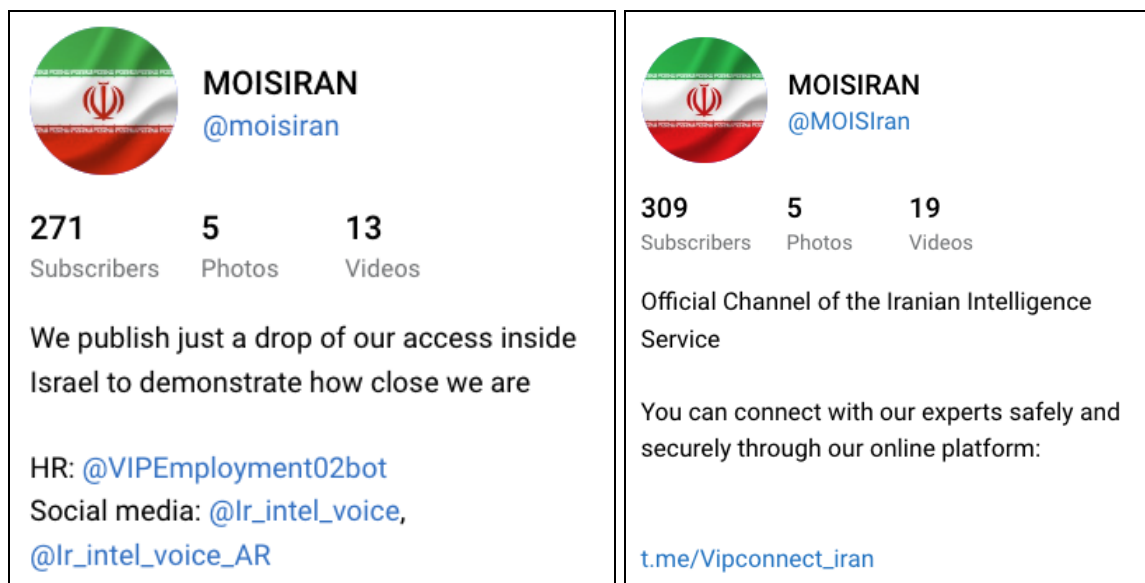 MOISIRAN
@moisiran
271
5
13
Subscribers
Photos
Videos
We publish just a drop of our access inside
Israel to demonstrate how close we are
HR: @VIPEmployment02bot
Social media: @Ir_intel_voice,
@Ir_intel_voice_AR
MOISIRAN
@MOISIran
309
5
19
Subscribers
Photos
Videos
Official Channel of the Iranian Intelligence
Service
You can connect with our experts safely and
securely through our online platform:
t.me/Vipconnect_iran